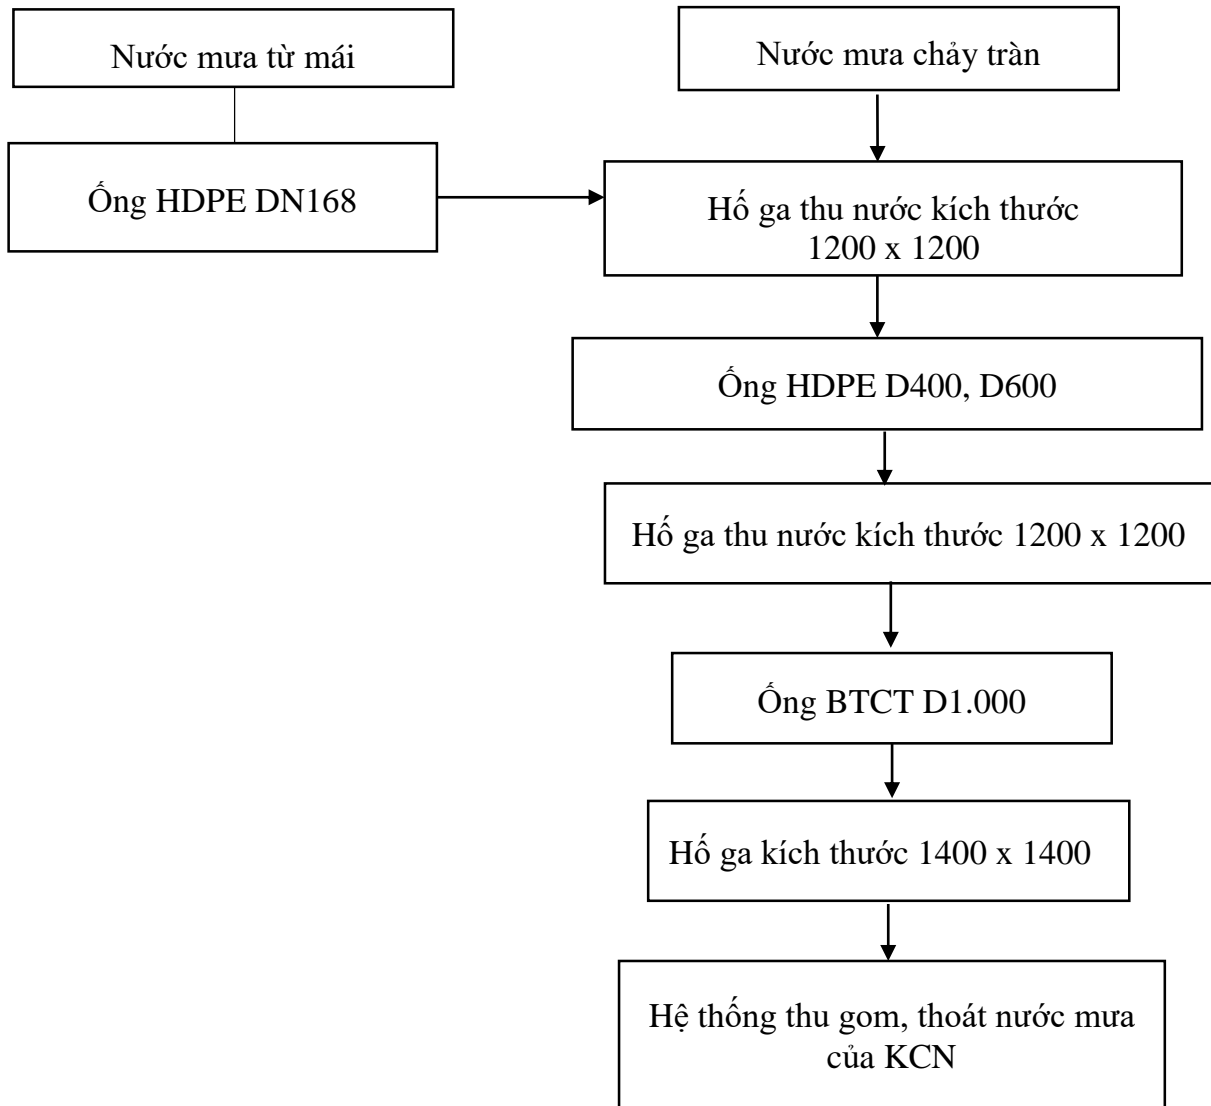 Nước mưa từ mái
Nước mưa chảy tràn
Ống HDPE DN168
Hố ga thu nước kích thước
1200 x 1200
Ống HDPE D400, D600
Hố ga thu nước kích thước 1200 x 1200
Ống BTCT D1.000
Hố ga kích thước 1400 x 1400
Hệ thống thu gom, thoát nước mưa
của KCN